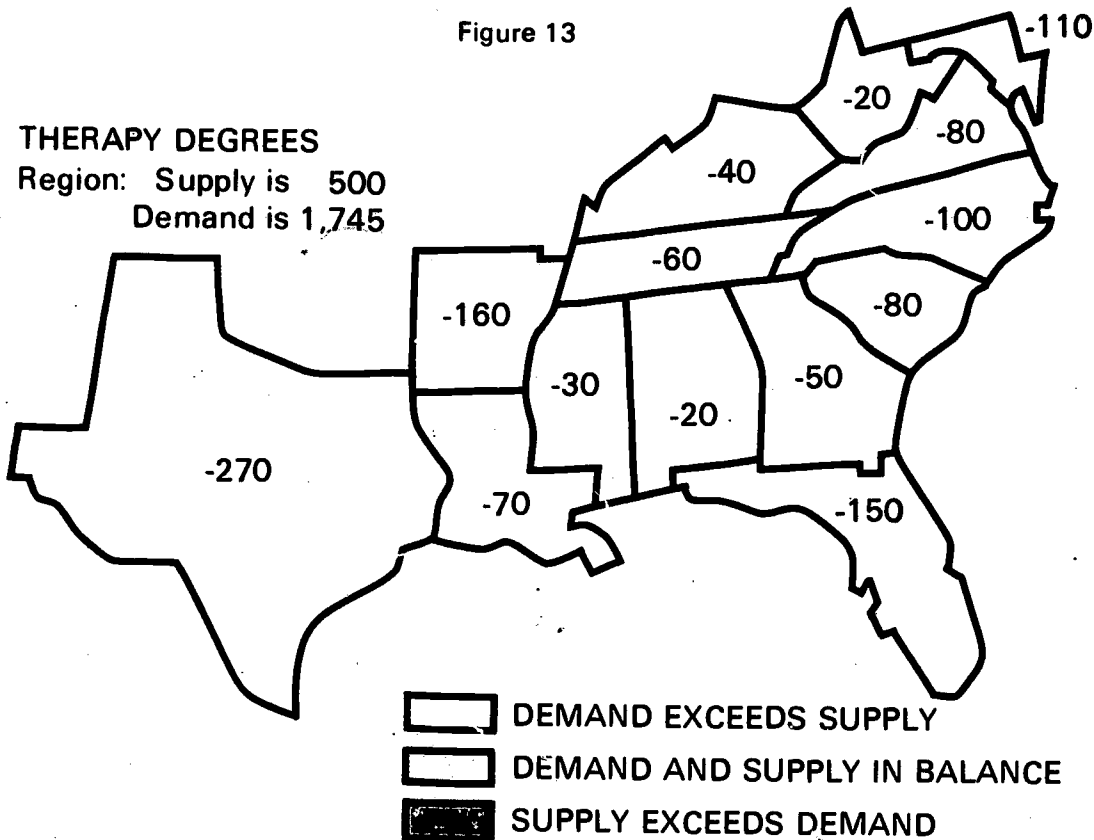 Figure 13
-110
THERAPY DEGREES
Region: Supply is 500
Demand is 1,745
-20
-80
-40
-100
-60
-160
-80
-30
-50
-20
-270
-70
-150
DEMAND EXCEEDS SUPPLY
DEMAND AND SUPPLY IN BALANCE
SUPPLY EXCEEDS DEMAND